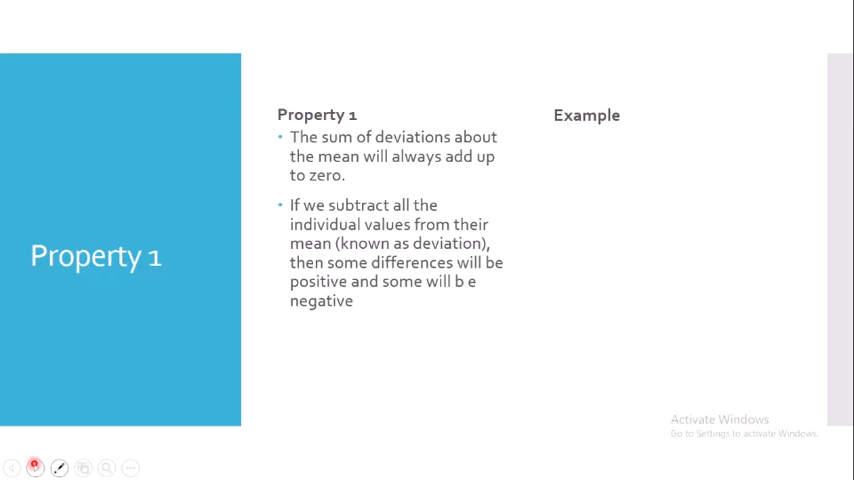 Property 1
Property 1
• The sum of deviations about
the mean will always add up
to zero.
• If we subtract all the
individual values from their
mean (known as deviation),
then some differences will be
positive and some will b e
negative
Example
Activate Windows
Go to Settings to activate Windows.